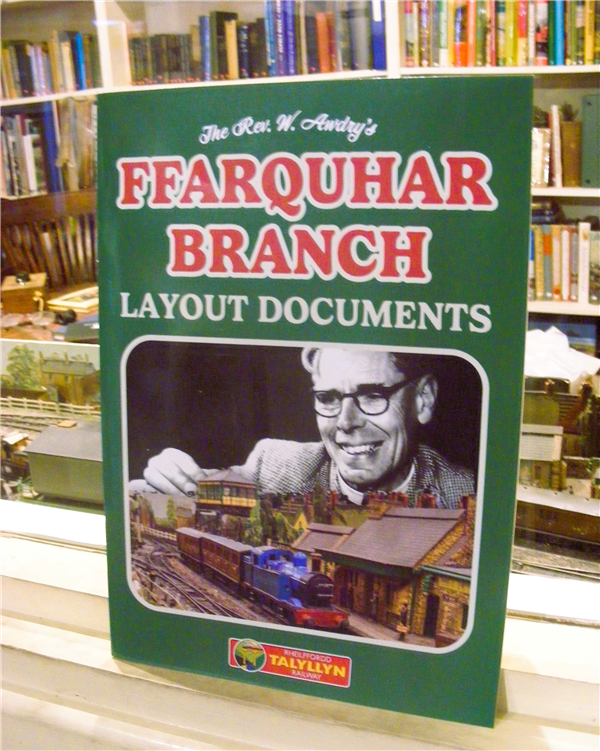 The Rev. W. Awdry's
FFARQUHAR
BRANCH
LAYOUT DOCUMENTS
RHEILFFORDD
TALYLLYN
RAILWAY